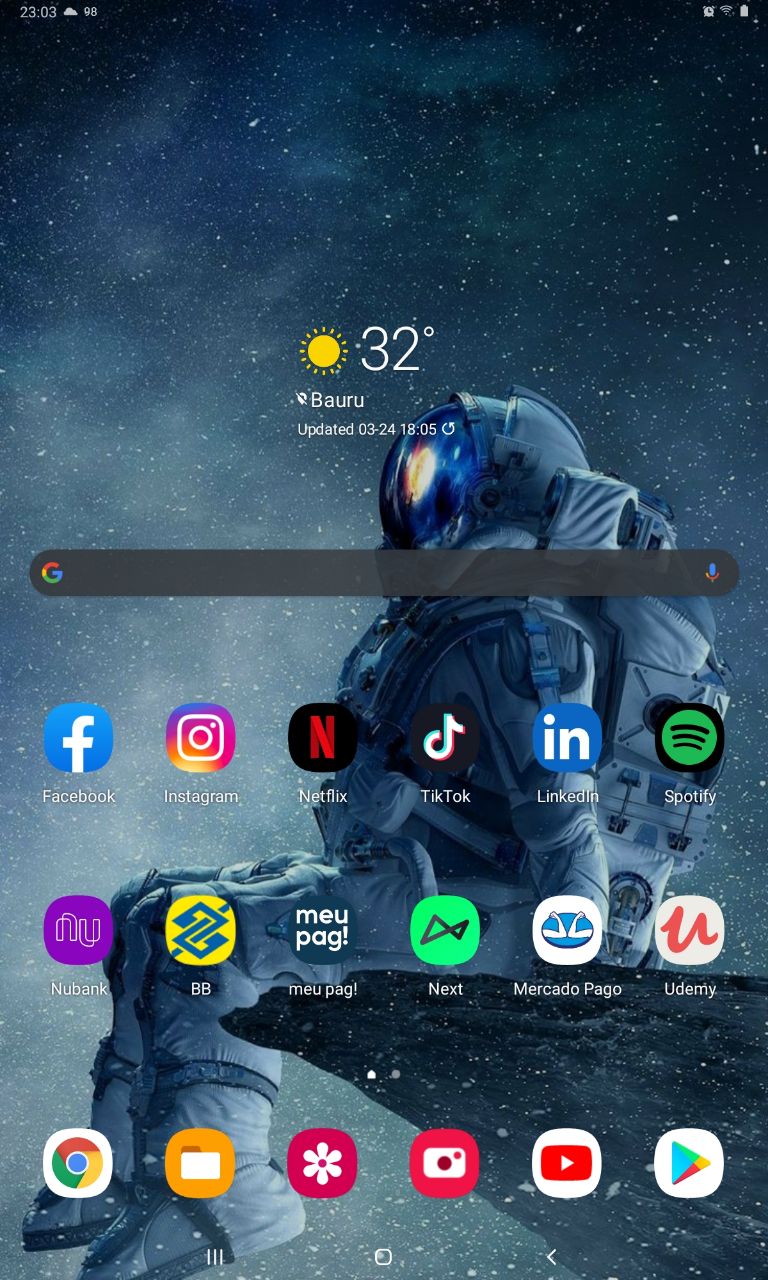 23:03 98
32°
Bauru
Updated 03-24 18:05
Facebook Instagram Netflix TikTok LinkedIn Spotify
nu meu pag!
Nubank BB meu pag! Next Mercado Pago Udemy